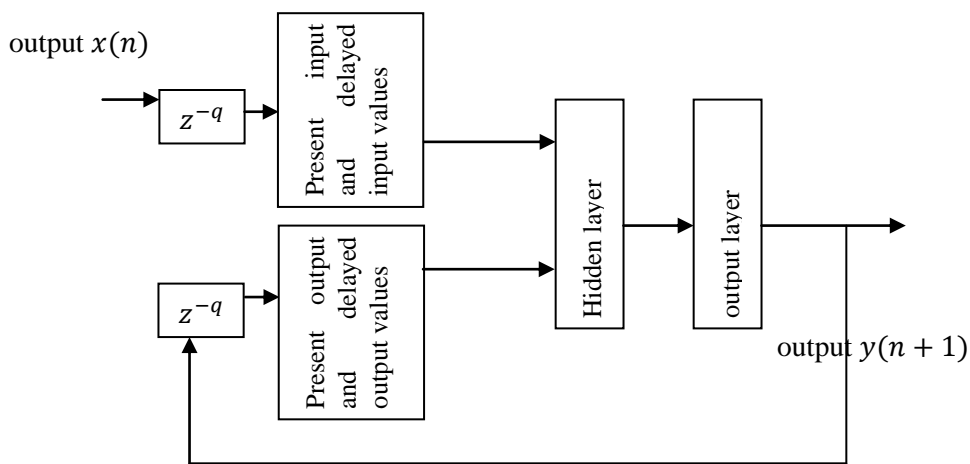 output x(n)
z^{-q}
Present input
and delayed
input values
Hidden layer
output layer
z^{-q}
Present output
and delayed
output values
output y(n + 1)